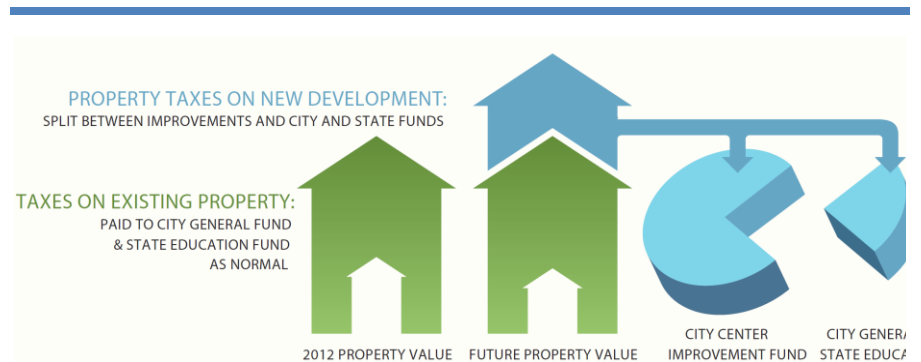 PROPERTY TAXES ON NEW DEVELOPMENT:
SPLIT BETWEEN IMPROVEMENTS AND CITY AND STATE FUNDS
TAXES ON EXISTING PROPERTY:
PAID TO CITY GENERAL FUND
& STATE EDUCATION FUND
AS NORMAL
2012 PROPERTY VALUE
FUTURE PROPERTY VALUE
CITY CENTER
IMPROVEMENT FUND
CITY
STATE